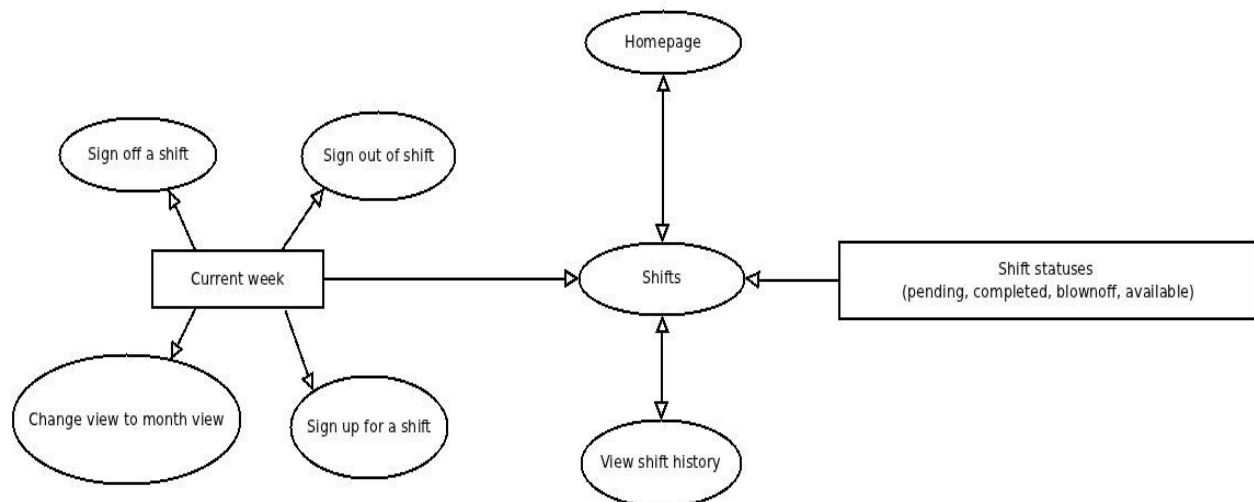 Homepage
Sign off a shift
Sign out of shift
Current week
Shifts
Shift statuses
(pending, completed, blownoff, available)
Change view to month view
Sign up for a shift
View shift history